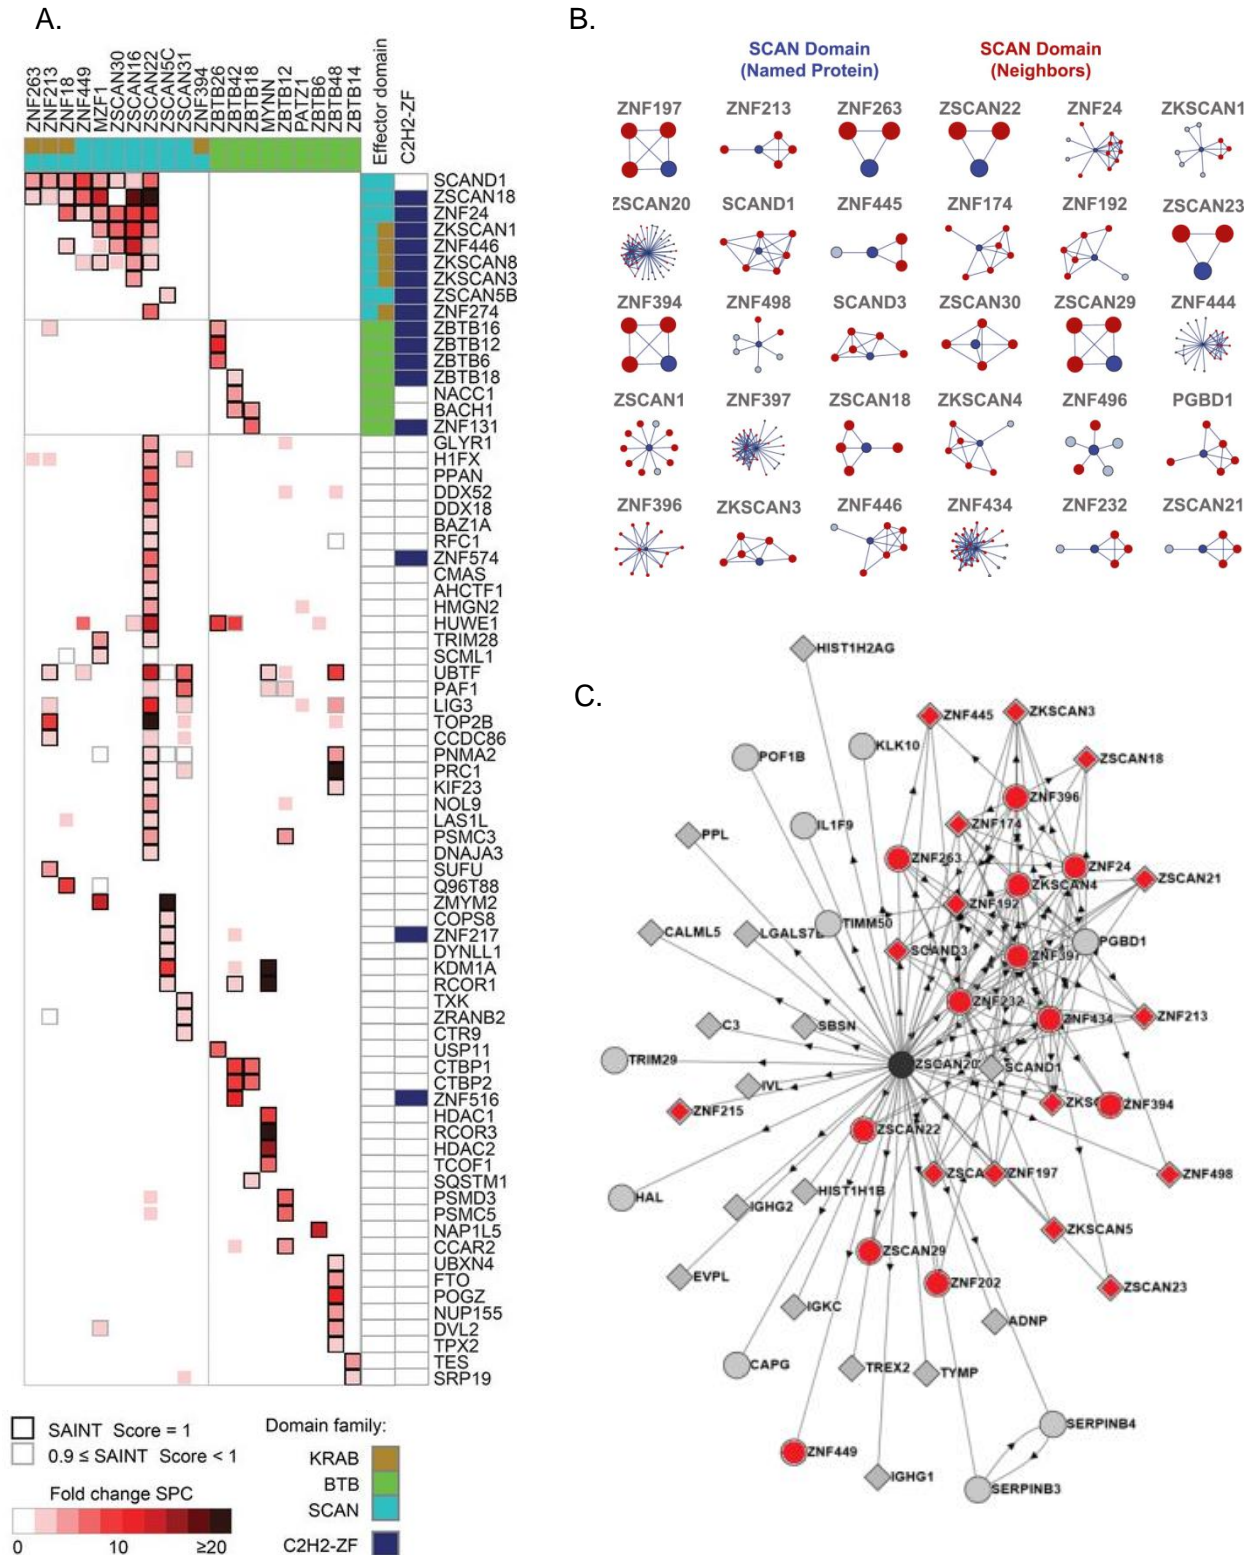 A.
ZNF263
ZNF213
ZNF18
ZNF449
MZF1
ZSCAN30
ZSCAN16
ZSCAN22
ZSCAN5C
ZSCAN31
ZNF394
ZBTB26
ZBTB42
ZBTB18
MYNN
ZBTB12
PATZ1
ZBTB6
ZBTB48
ZBTB14
Effector domain
C2H2-ZF
SCAND1
ZSCAN18
ZNF24
ZKSCAN1
ZNF446
ZKSCAN8
ZKSCAN3
ZSCAN5B
ZNF274
ZBTB16
ZBTB12
ZBTB6
ZBTB18
NACC1
BACH1
ZNF131
GLYR1
H1FX
PPAN
DDX52
DDX18
BAZ1A
RFC1
ZNF574
CMAS
AHCTF1
HMGN2
HUWE1
TRIM28
SCML1
UBTF
PAF1
LIG3
TOP2B
CCDC86
PNMA2
PRC1
KIF23
NOL9
LAS1L
PSMC3
DNAJA3
SUFU
Q96T88
ZMYM2
COPS8
ZNF217
DYNLL1
KDM1A
RCOR1
TXK
ZRANB2
CTR9
USP11
CTBP1
CTBP2
ZNF516
HDAC1
RCOR3
HDAC2
TCOF1
SQSTM1
PSMD3
PSMC5
NAP1L5
CCAR2
UBXN4
FTO
POGZ
NUP155
DVL2
TPX2
TES
SRP19
SAINT Score = 1
0.9 ≤ SAINT Score < 1
Fold change SPC
0 10 ≥20
Domain family:
KRAB
BTB
SCAN
C2H2-ZF
B.
SCAN Domain
(Named Protein)
SCAN Domain
(Neighbors)
ZNF197 ZNF213 ZNF263 ZSCAN22 ZNF24 ZKSCAN1
ZSCAN20 SCAND1 ZNF445 ZNF174 ZNF192 ZSCAN23
ZNF394 ZNF498 SCAND3 ZSCAN30 ZSCAN29 ZNF444
ZSCAN1 ZNF397 ZSCAN18 ZKSCAN4 ZNF496 PGBD1
ZNF396 ZKSCAN3 ZNF446 ZNF434 ZNF232 ZSCAN21
C.
HIST1H2AG
ZNF445
ZKSCAN3
POF1B
KLK10
ZSCAN18
ZNF396
IL1F9
ZNF174
PPL
ZNF263
ZNF24
ZKSCAN4
ZSCAN21
ZNF192
CALML5
TIMM50
PGBD1
SCAND3
ZNF397
ZNF232
ZNF434
ZNF213
C3
SBSN
TRIM29
ZSCAN20
SCAND1
IVL
ZNF215
ZNF394
ZSCAN22
ZNF197
ZNF498
HAL
HIST1H1B
IGHG2
ZKSCAN5
ZSCAN29
EVPL
ZNF202
ZSCAN23
IGKC
ADNP
CAPG
TREX2
TYMP
SERPINB4
ZNF449
IGHG1
SERPINB3